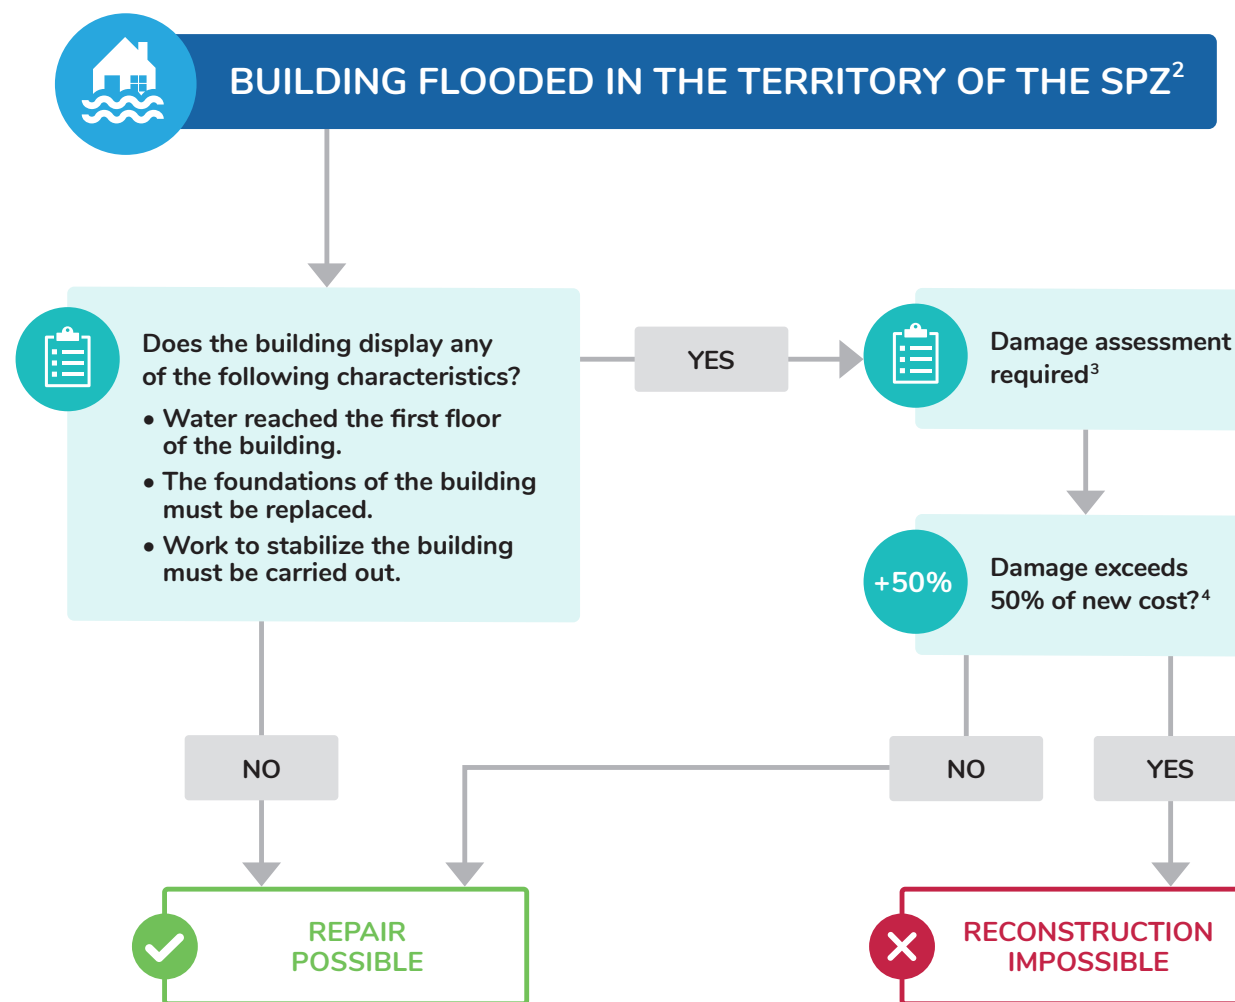 BUILDING FLOODED IN THE TERRITORY OF THE SPZ²
Does the building display any
of the following characteristics?
• Water reached the first floor
of the building.
• The foundations of the building
must be replaced.
• Work to stabilize the building
must be carried out.
YES
Damage assessment
required³
+50%
Damage exceeds
50% of new cost?⁴
NO
NO
YES
REPAIR
POSSIBLE
RECONSTRUCTION
IMPOSSIBLE